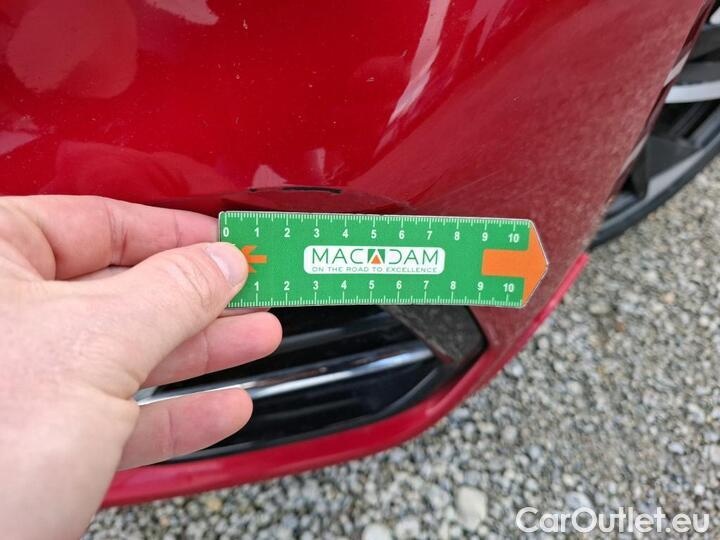 0 1 2 3 4 5 6 7 8 9 10
MACADAM
ON THE ROAD TO EXCELLENCE
1 2 3 4 5 6 7 8 9 10
CarOutlet.eu